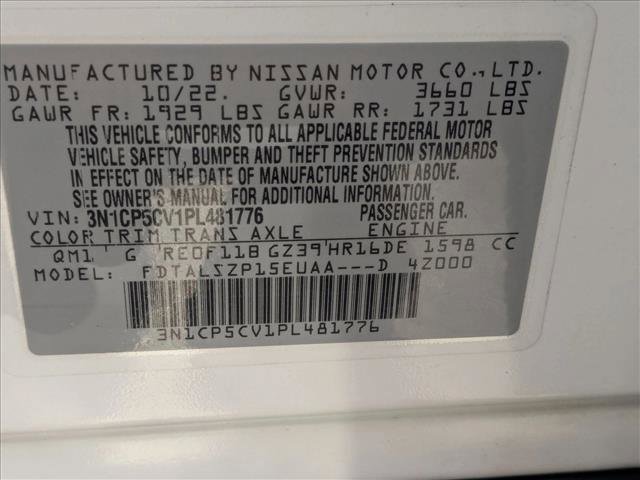 MANUFACTURED BY NISSAN MOTOR CO.,LTD.
DATE: 10/22. GVWR: 3660 LBS
GAWR FR: 1929 LBS GAWR RR: 1731 LBS
THIS VEHICLE CONFORMS TO ALL APPLICABLE FEDERAL MOTOR
VEHICLE SAFETY, BUMPER AND THEFT PREVENTION STANDARDS
IN EFFECT ON THE DATE OF MANUFACTURE SHOWN ABOVE.
SEE OWNER'S MANUAL FOR ADDITIONAL INFORMATION.
VIN: 3N1CP5CV1PL481776 PASSENGER CAR.
COLOR TRIM TRANS AXLE ENGINE
QM1 G RE0F11B GZ39 HR16DE 1598 CC
MODEL: FDTALSZP15EUAA---D 4Z000
3N1CP5CV1PL481776